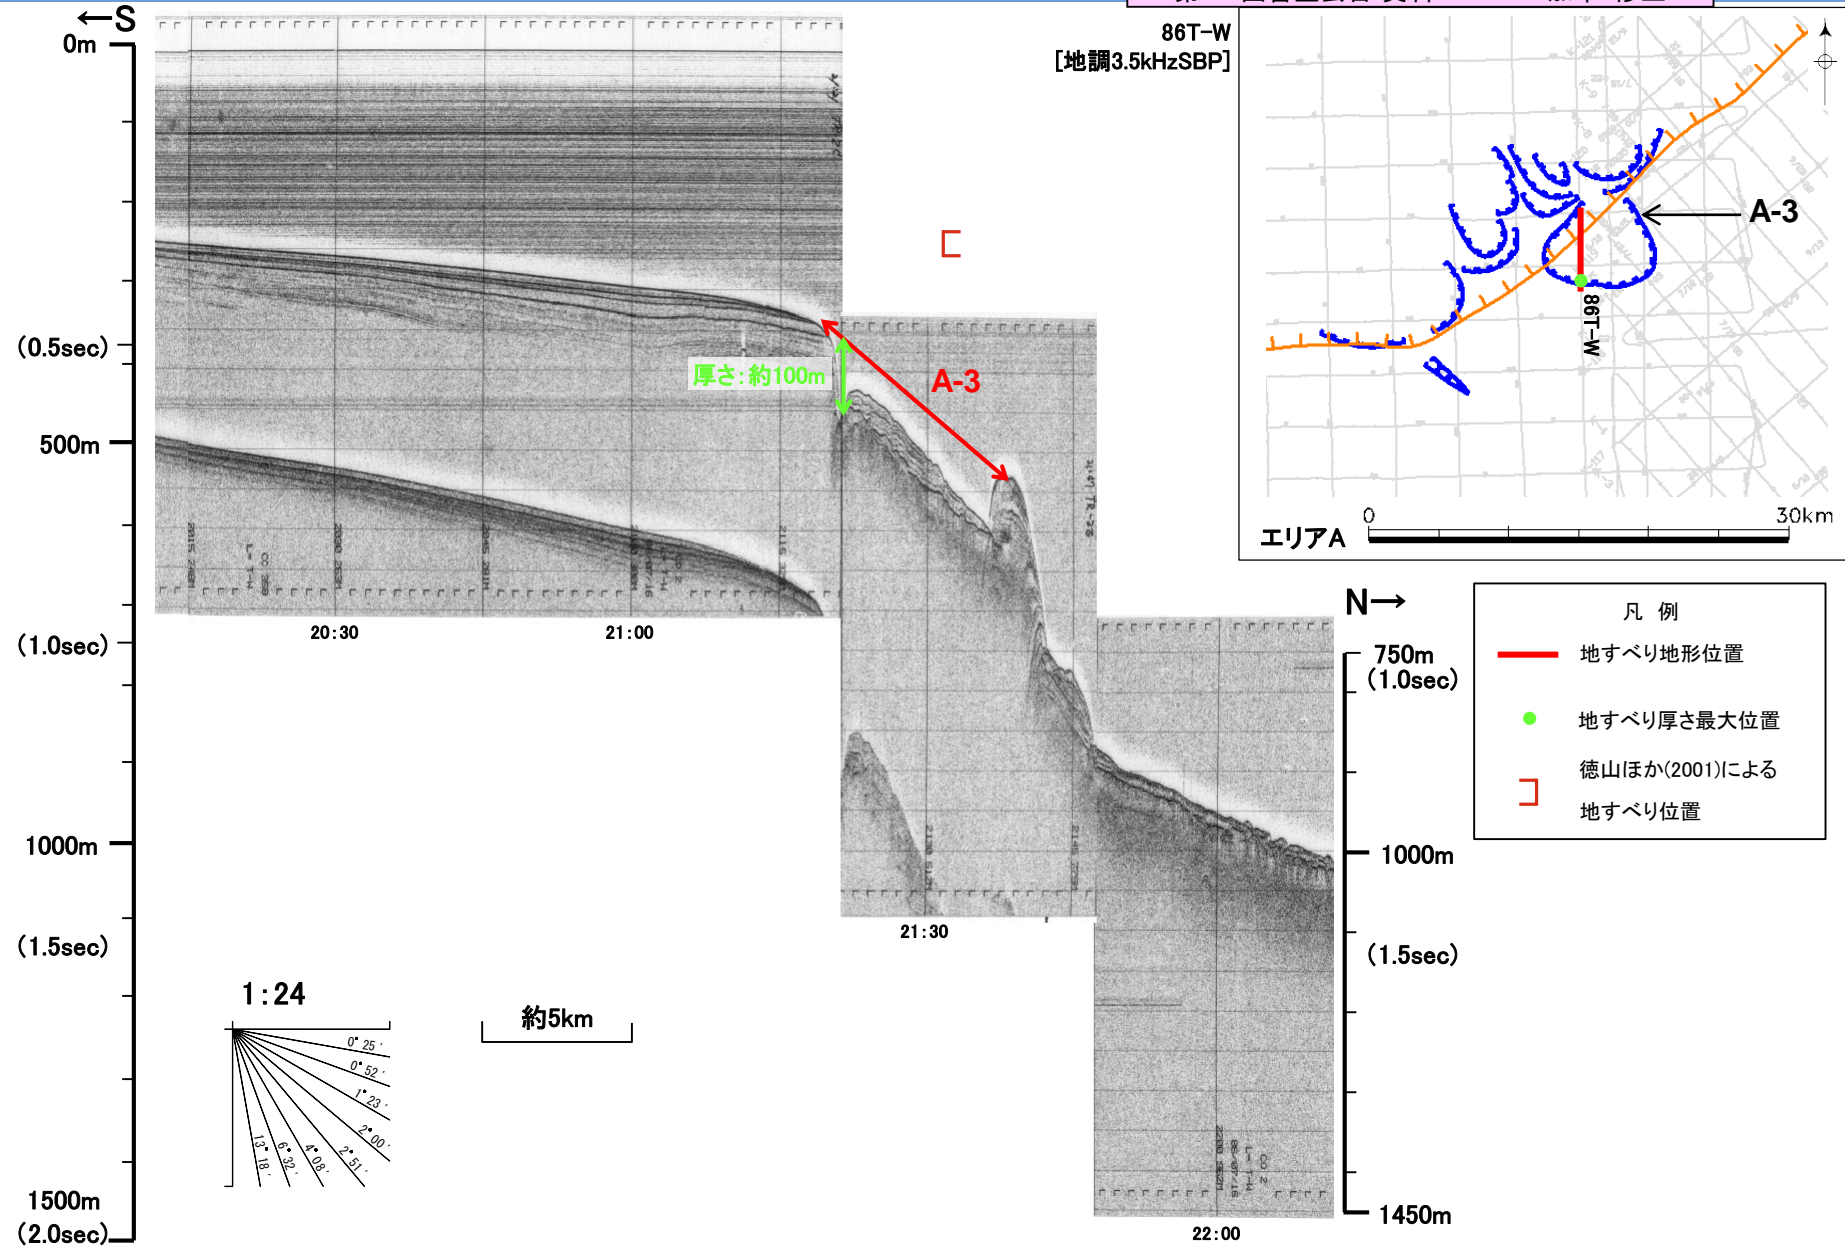 ←S
86T-W
[地調3.5kHzSBP]
0m
(0.5sec)
500m
(1.0sec)
1000m
(1.5sec)
1500m
(2.0sec)
厚さ:約100m
A-3
20:30
21:00
21:30
22:00
N→
750m
(1.0sec)
1000m
(1.5sec)
1450m
1:24
0°25′
0°52′
1°23′
2°00′
2°51′
4°08′
6°32′
13°18′
約5km
A-3
86T-W
エリアA
0
30km
凡 例
地すべり地形位置
地すべり厚さ最大位置
徳山ほか(2001)による
地すべり位置